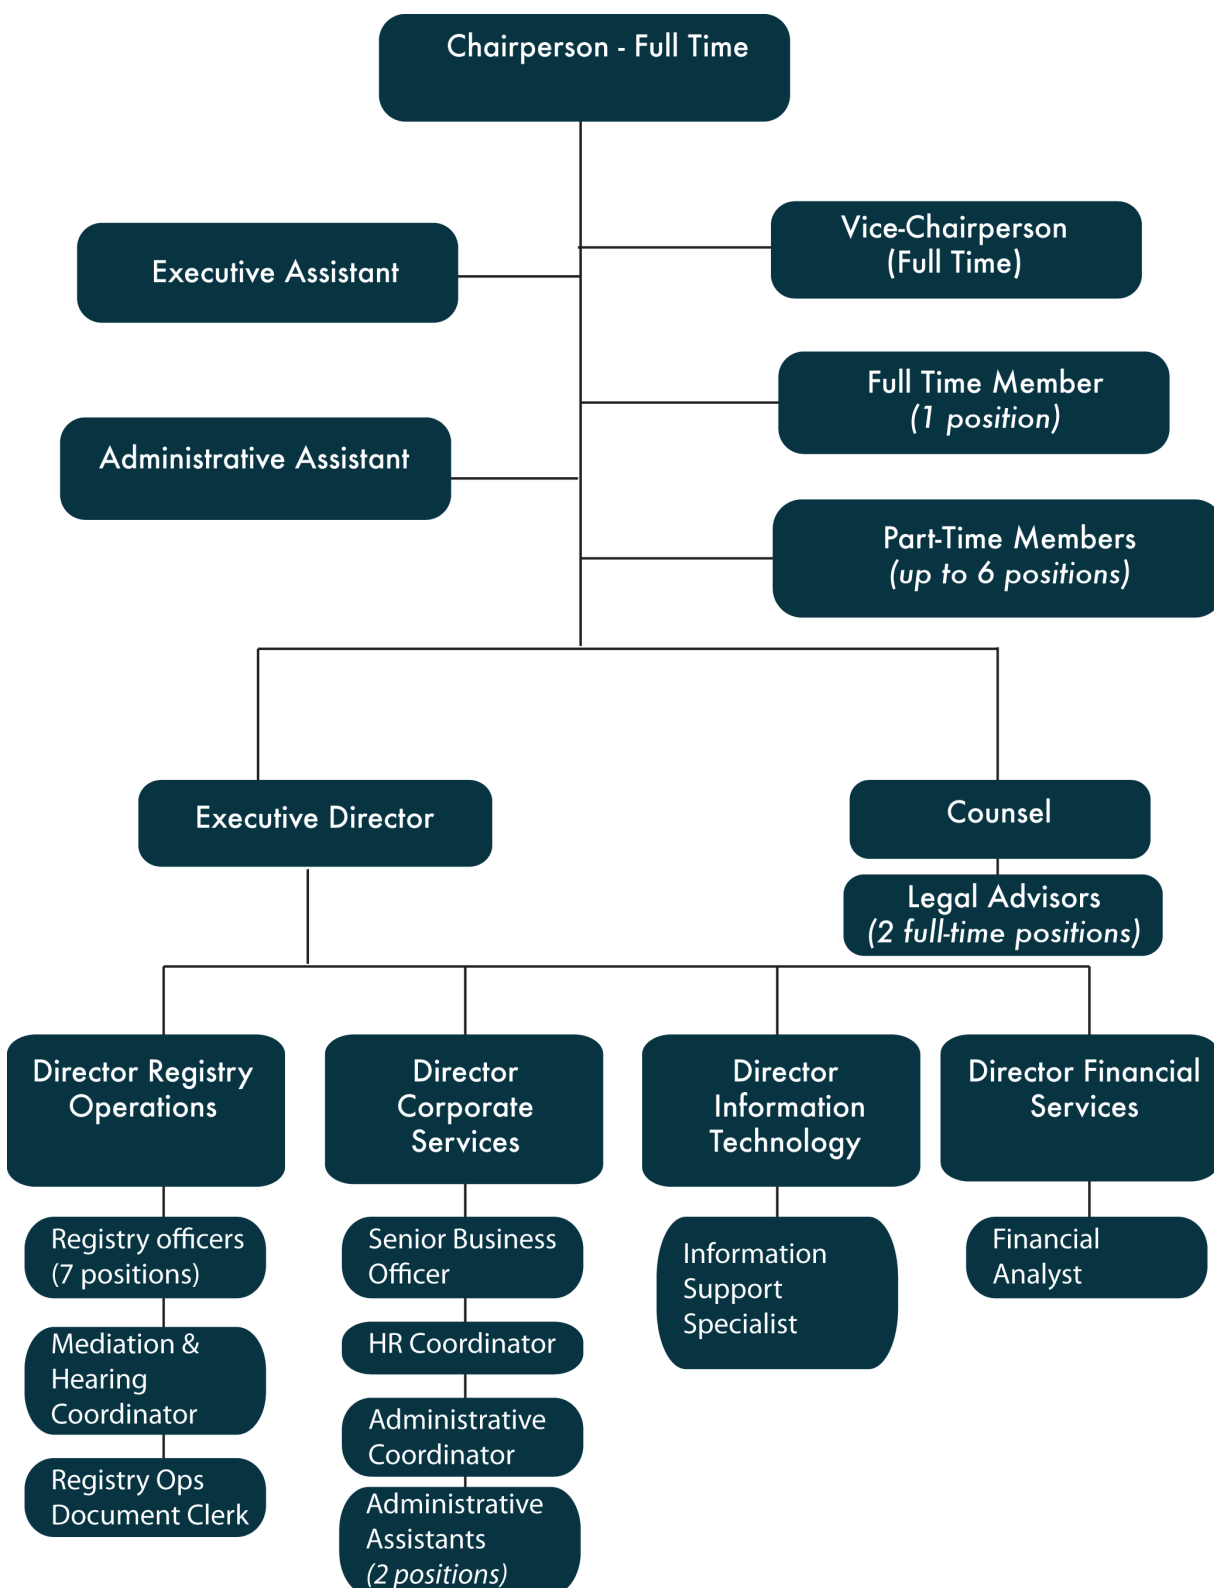 Chairperson - Full Time
Vice-Chairperson
(Full Time)
Executive Assistant
Full Time Member
(1 position)
Administrative Assistant
Part-Time Members
(up to 6 positions)
Executive Director
Counsel
Legal Advisors
(2 full-time positions)
Director Registry
Operations
Director
Corporate
Services
Director
Information
Technology
Director Financial
Services
Registry officers
(7 positions)
Mediation &
Hearing
Coordinator
Registry Ops
Document Clerk
Senior Business
Officer
HR Coordinator
Administrative
Coordinator
Administrative
Assistants
(2 positions)
Information
Support
Specialist
Financial
Analyst